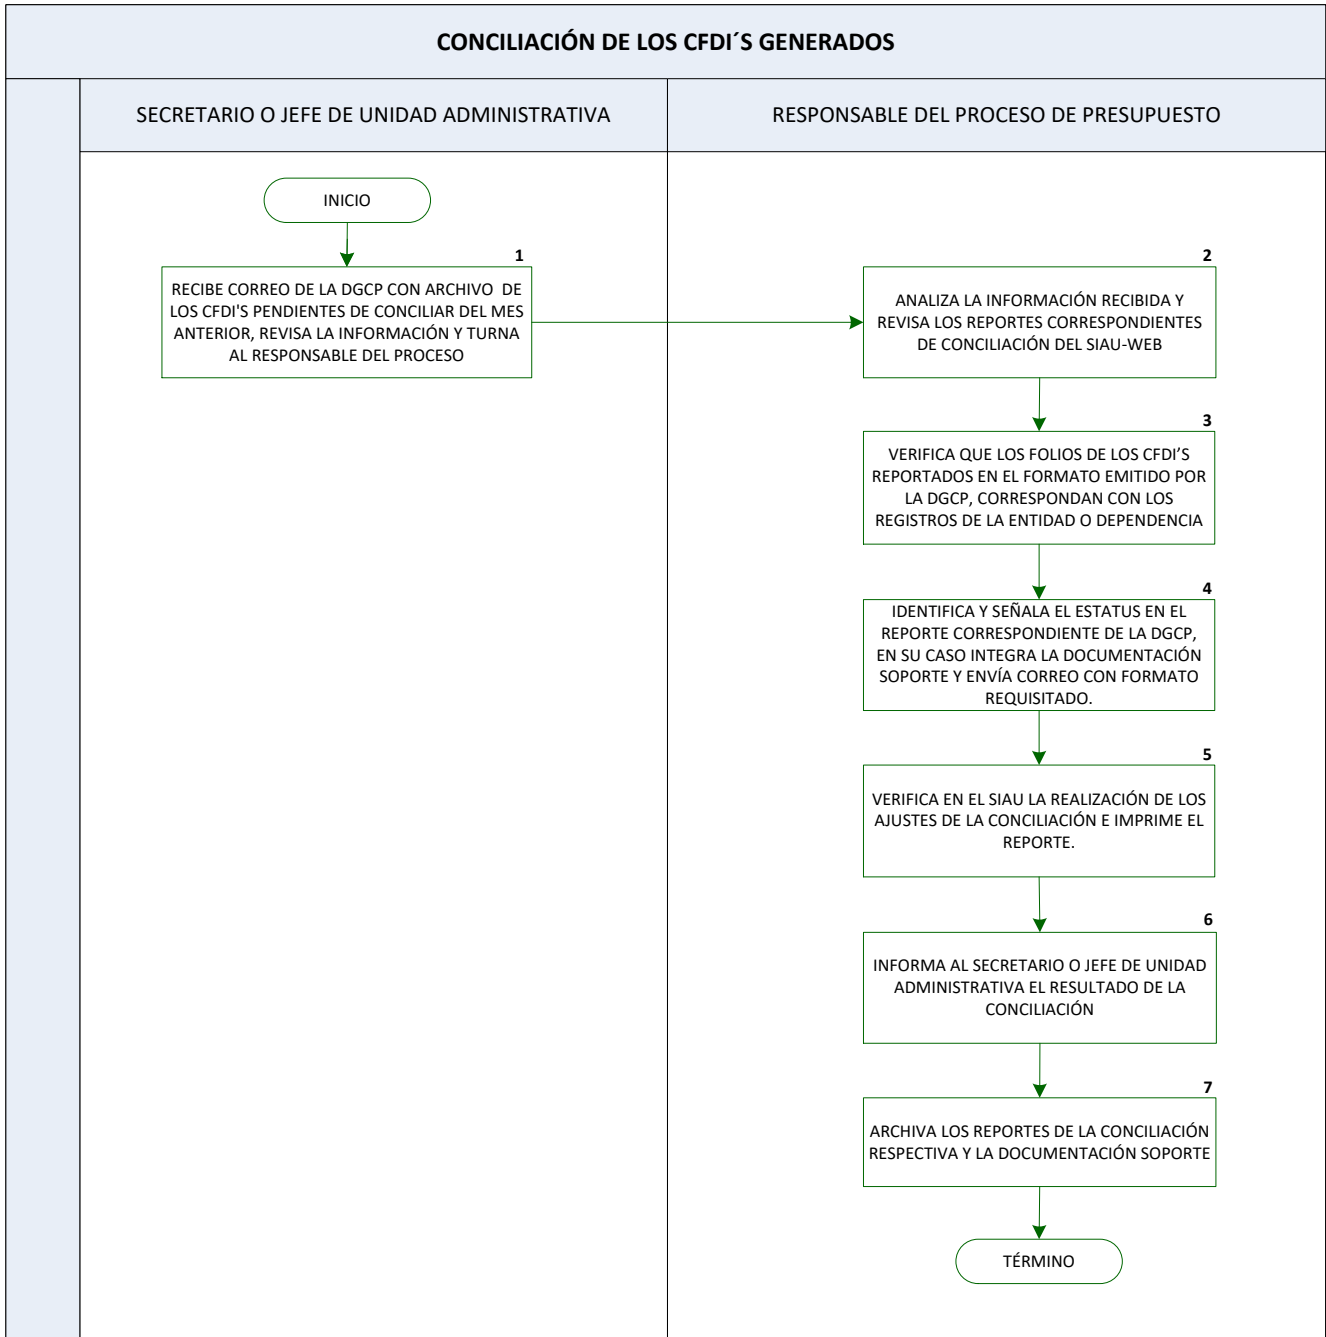 CONCILIACIÓN DE LOS CFDI´S GENERADOS
SECRETARIO O JEFE DE UNIDAD ADMINISTRATIVA
RESPONSABLE DEL PROCESO DE PRESUPUESTO
INICIO
1
RECIBE CORREO DE LA DGCP CON ARCHIVO DE
LOS CFDI'S PENDIENTES DE CONCILIAR DEL MES
ANTERIOR, REVISA LA INFORMACIÓN Y TURNA
AL RESPONSABLE DEL PROCESO
2
ANALIZA LA INFORMACIÓN RECIBIDA Y
REVISA LOS REPORTES CORRESPONDIENTES
DE CONCILIACIÓN DEL SIAU-WEB
3
VERIFICA QUE LOS FOLIOS DE LOS CFDI’S
REPORTADOS EN EL FORMATO EMITIDO POR
LA DGCP, CORRESPONDAN CON LOS
REGISTROS DE LA ENTIDAD O DEPENDENCIA
4
IDENTIFICA Y SEÑALA EL ESTATUS EN EL
REPORTE CORRESPONDIENTE DE LA DGCP,
EN SU CASO INTEGRA LA DOCUMENTACIÓN
SOPORTE Y ENVÍA CORREO CON FORMATO
REQUISITADO.
5
VERIFICA EN EL SIAU LA REALIZACIÓN DE LOS
AJUSTES DE LA CONCILIACIÓN E IMPRIME EL
REPORTE.
6
INFORMA AL SECRETARIO O JEFE DE UNIDAD
ADMINISTRATIVA EL RESULTADO DE LA
CONCILIACIÓN
7
ARCHIVA LOS REPORTES DE LA CONCILIACIÓN
RESPECTIVA Y LA DOCUMENTACIÓN SOPORTE
TÉRMINO